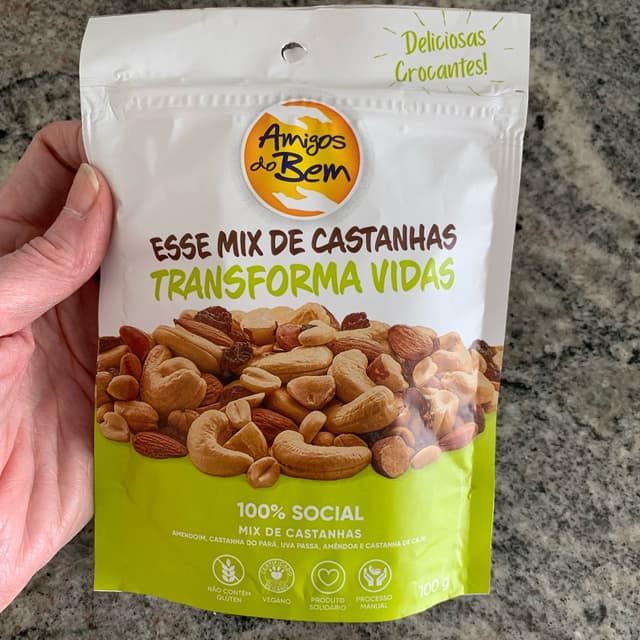 Deliciosas
Crocantes!
Amigos
do Bem
ESSE MIX DE CASTANHAS
TRANSFORMA VIDAS
100% SOCIAL
MIX DE CASTANHAS
AMENDOIM, CASTANHA DO PARÁ, UVA PASSA, AMÊNDOA E CASTANHA DE CAJU
NÃO CONTÉM
GLÚTEN
VEGANO
PRODUTO
SOLIDÁRIO
PROCESSO
MANUAL
100 g